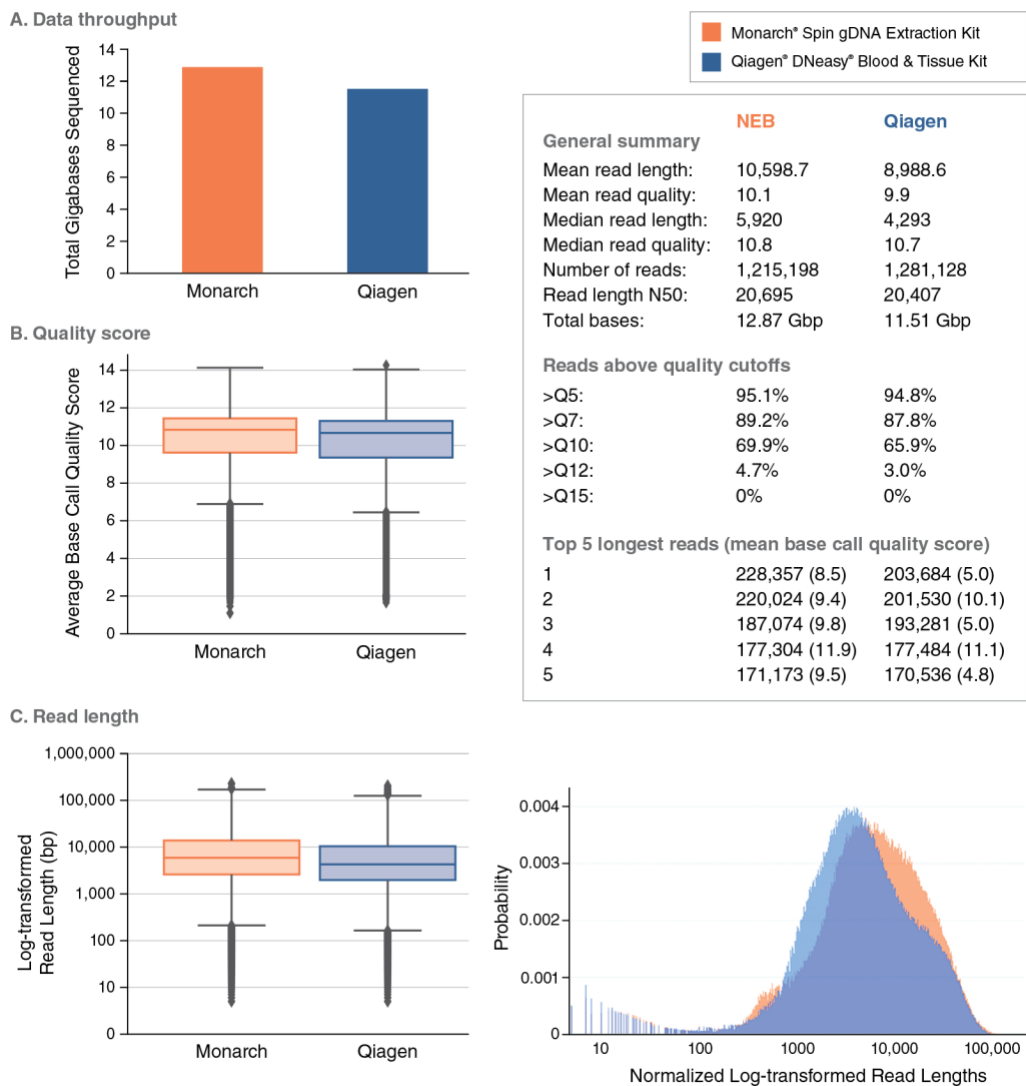 A. Data throughput
Total Gigabases Sequenced
14
12
10
8
6
4
2
0
Monarch Qiagen
Monarch® Spin gDNA Extraction Kit
Qiagen® DNeasy® Blood & Tissue Kit
NEB Qiagen
General summary
Mean read length: 10,598.7 8,988.6
Mean read quality: 10.1 9.9
Median read length: 5,920 4,293
Median read quality: 10.8 10.7
Number of reads: 1,215,198 1,281,128
Read length N50: 20,695 20,407
Total bases: 12.87 Gbp 11.51 Gbp
Reads above quality cutoffs
>Q5: 95.1% 94.8%
>Q7: 89.2% 87.8%
>Q10: 69.9% 65.9%
>Q12: 4.7% 3.0%
>Q15: 0% 0%
Top 5 longest reads (mean base call quality score)
1 228,357 (8.5) 203,684 (5.0)
2 220,024 (9.4) 201,530 (10.1)
3 187,074 (9.8) 193,281 (5.0)
4 177,304 (11.9) 177,484 (11.1)
5 171,173 (9.5) 170,536 (4.8)
B. Quality score
Average Base Call Quality Score
14
12
10
8
6
4
2
0
Monarch Qiagen
C. Read length
Log-transformed
Read Length (bp)
1,000,000
100,000
10,000
1,000
100
10
0
Monarch Qiagen
Probability
0.004
0.003
0.002
0.001
0
10 100 1000 10,000 100,000
Normalized Log-transformed Read Lengths